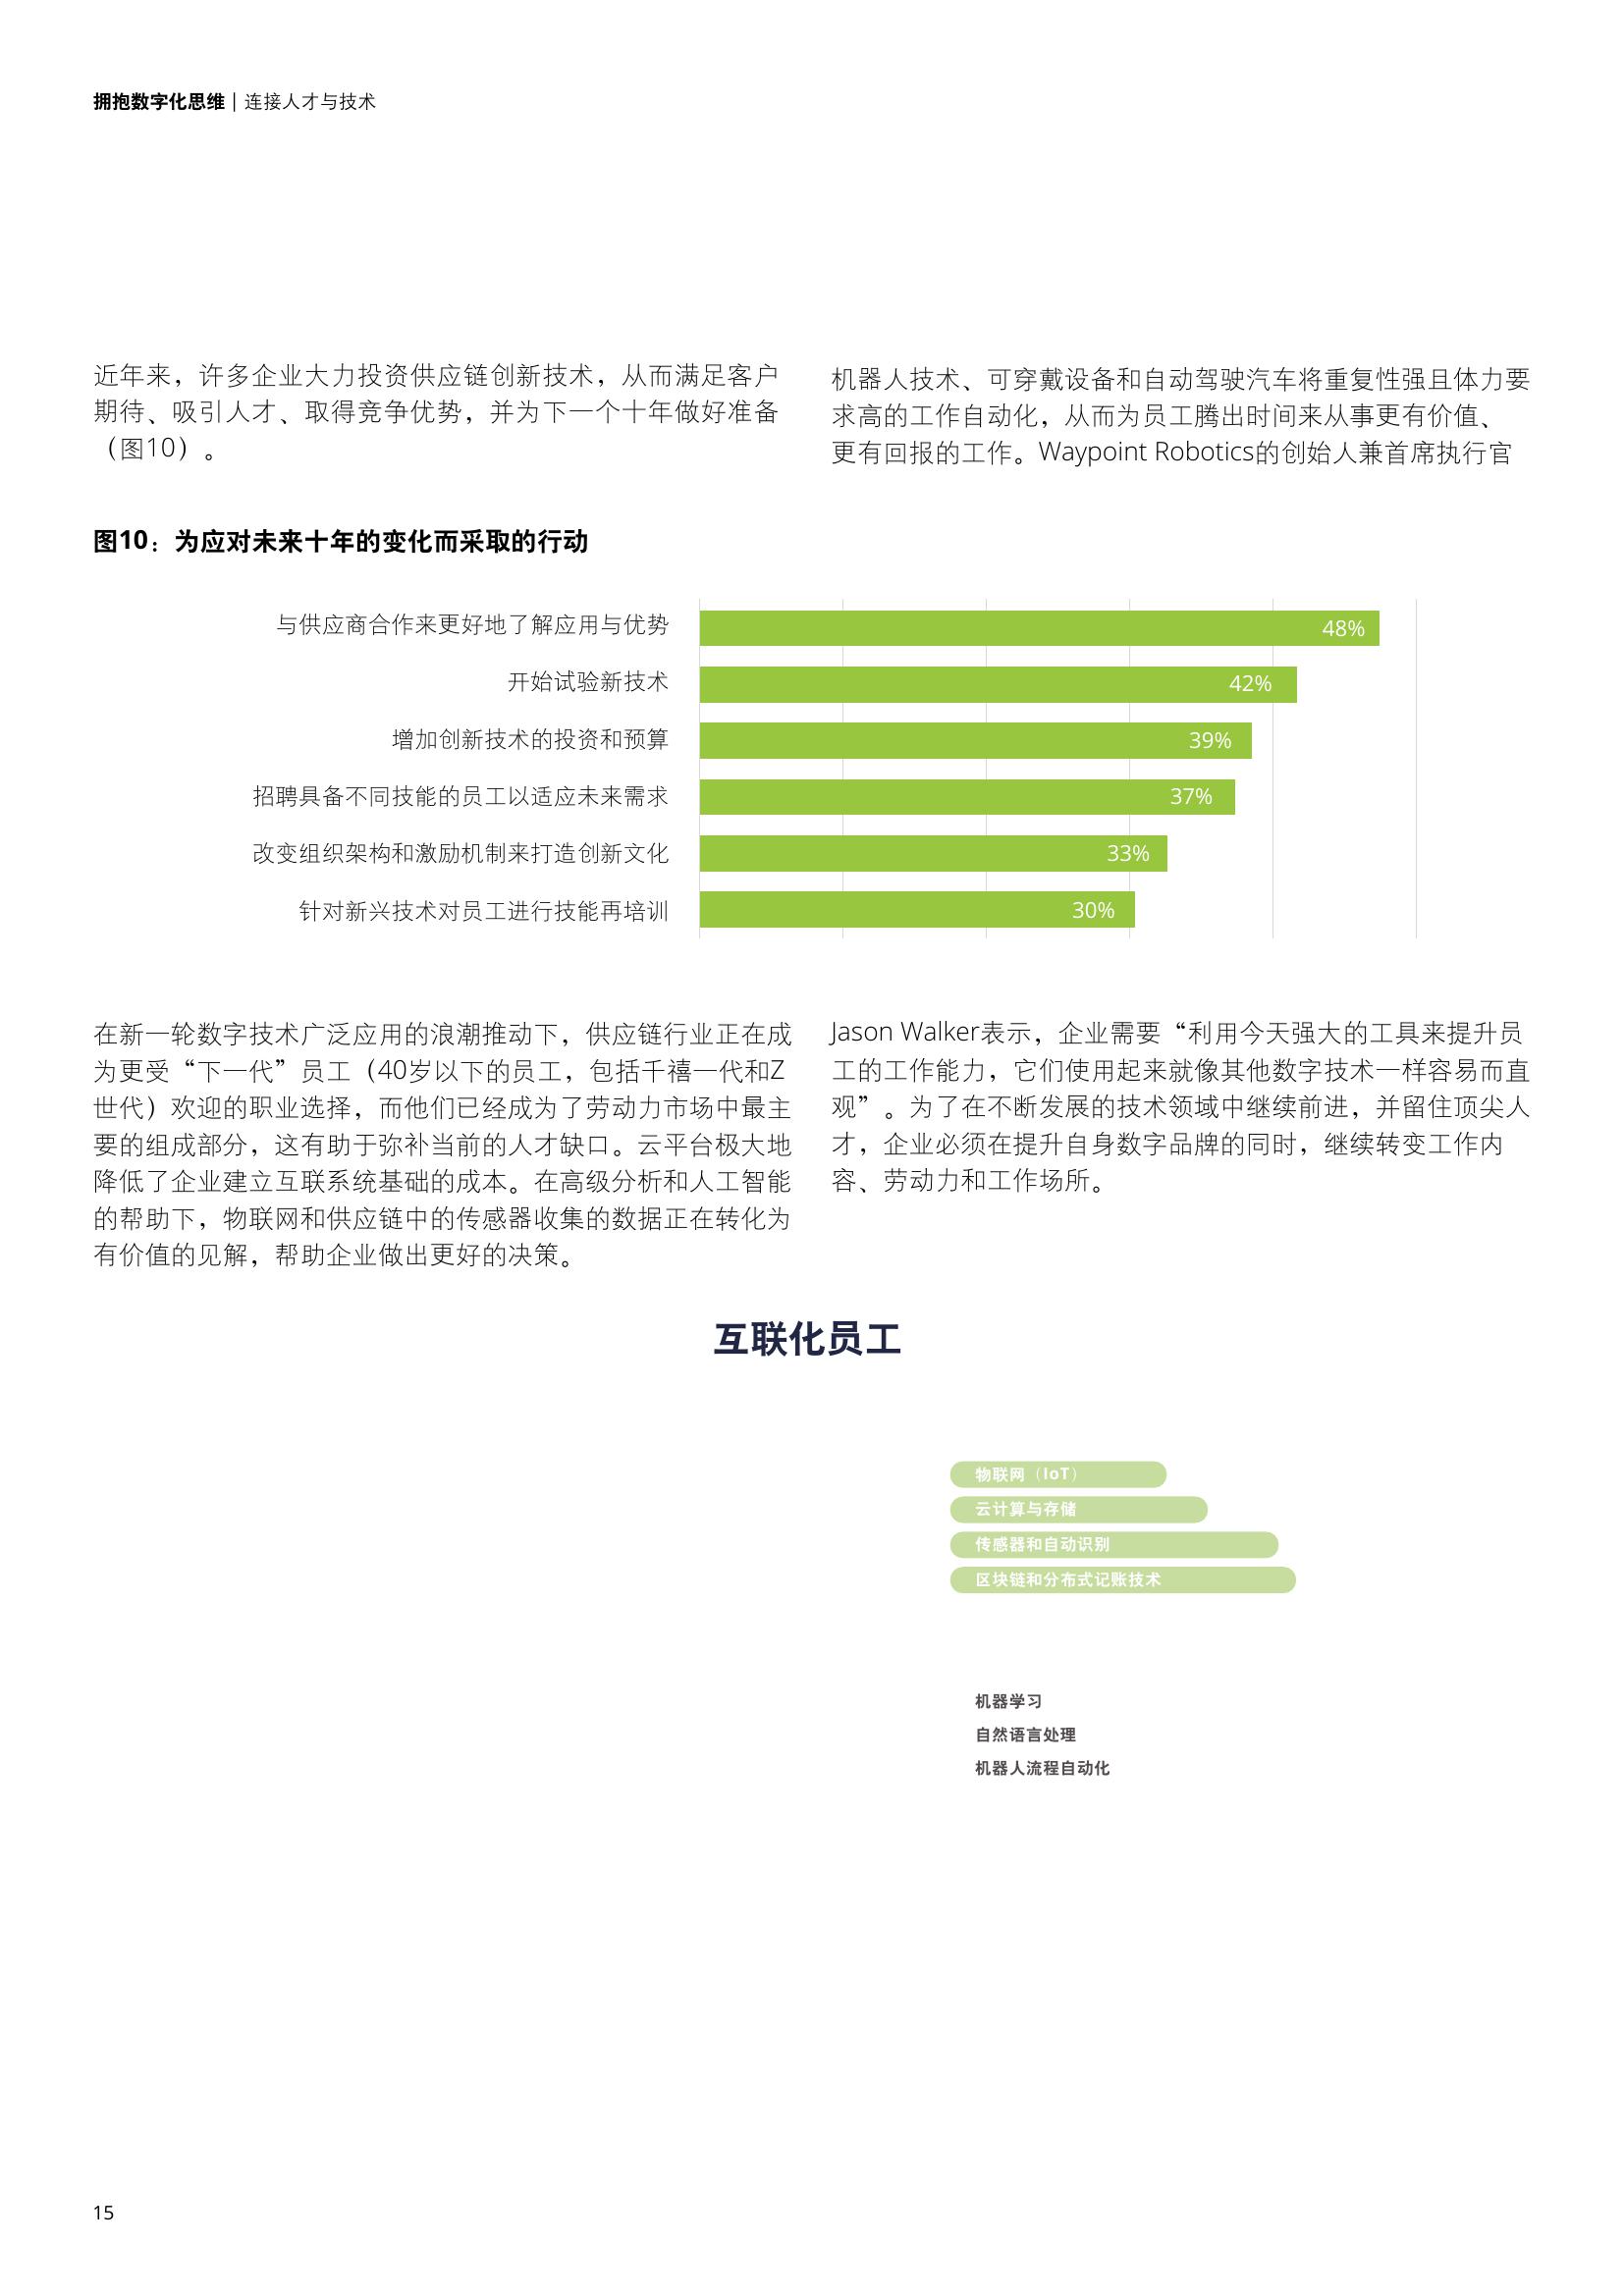 拥抱数字化思维 | 连接人才与技术
近年来，许多企业大力投资供应链创新技术，从而满足客户
期待、吸引人才、取得竞争优势，并为下一个十年做好准备
（图10）。
机器人技术、可穿戴设备和自动驾驶汽车将重复性强且体力要
求高的工作自动化，从而为员工腾出时间来从事更有价值、
更有回报的工作。Waypoint Robotics的创始人兼首席执行官
图10：为应对未来十年的变化而采取的行动
与供应商合作来更好地了解应用与优势 48%
开始试验新技术 42%
增加创新技术的投资和预算 39%
招聘具备不同技能的员工以适应未来需求 37%
改变组织架构和激励机制来打造创新文化 33%
针对新兴技术对员工进行技能再培训 30%
在新一轮数字技术广泛应用的浪潮推动下，供应链行业正在成
为更受“下一代”员工（40岁以下的员工，包括千禧一代和Z
世代）欢迎的职业选择，而他们已经成为了劳动力市场中最主
要的组成部分，这有助于弥补当前的人才缺口。云平台极大地
降低了企业建立互联系统基础的成本。在高级分析和人工智能
的帮助下，物联网和供应链中的传感器收集的数据正在转化为
有价值的见解，帮助企业做出更好的决策。
Jason Walker表示，企业需要“利用今天强大的工具来提升员
工的工作能力，它们使用起来就像其他数字技术一样容易而直
观”。为了在不断发展的技术领域中继续前进，并留住顶尖人
才，企业必须在提升自身数字品牌的同时，继续转变工作内
容、劳动力和工作场所。
互联化员工
物联网（IoT）
云计算与存储
传感器和自动识别
区块链和分布式记账技术
机器学习
自然语言处理
机器人流程自动化
15